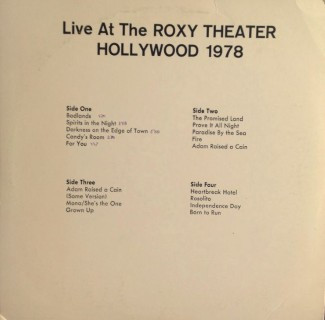 Live At The ROXY THEATER
HOLLYWOOD 1978
Side One
Badlands
Spirits in the Night
Darkness on the Edge of Town
Candy's Room
For You
Side Two
The Promised Land
Prove It All Night
Paradise By the Sea
Fire
Adam Raised a Cain
Side Three
Adam Raised a Cain
(Same Version)
Mona/She's the One
Growin Up
Side Four
Heartbreak Hotel
Rosalita
Independence Day
Born to Run